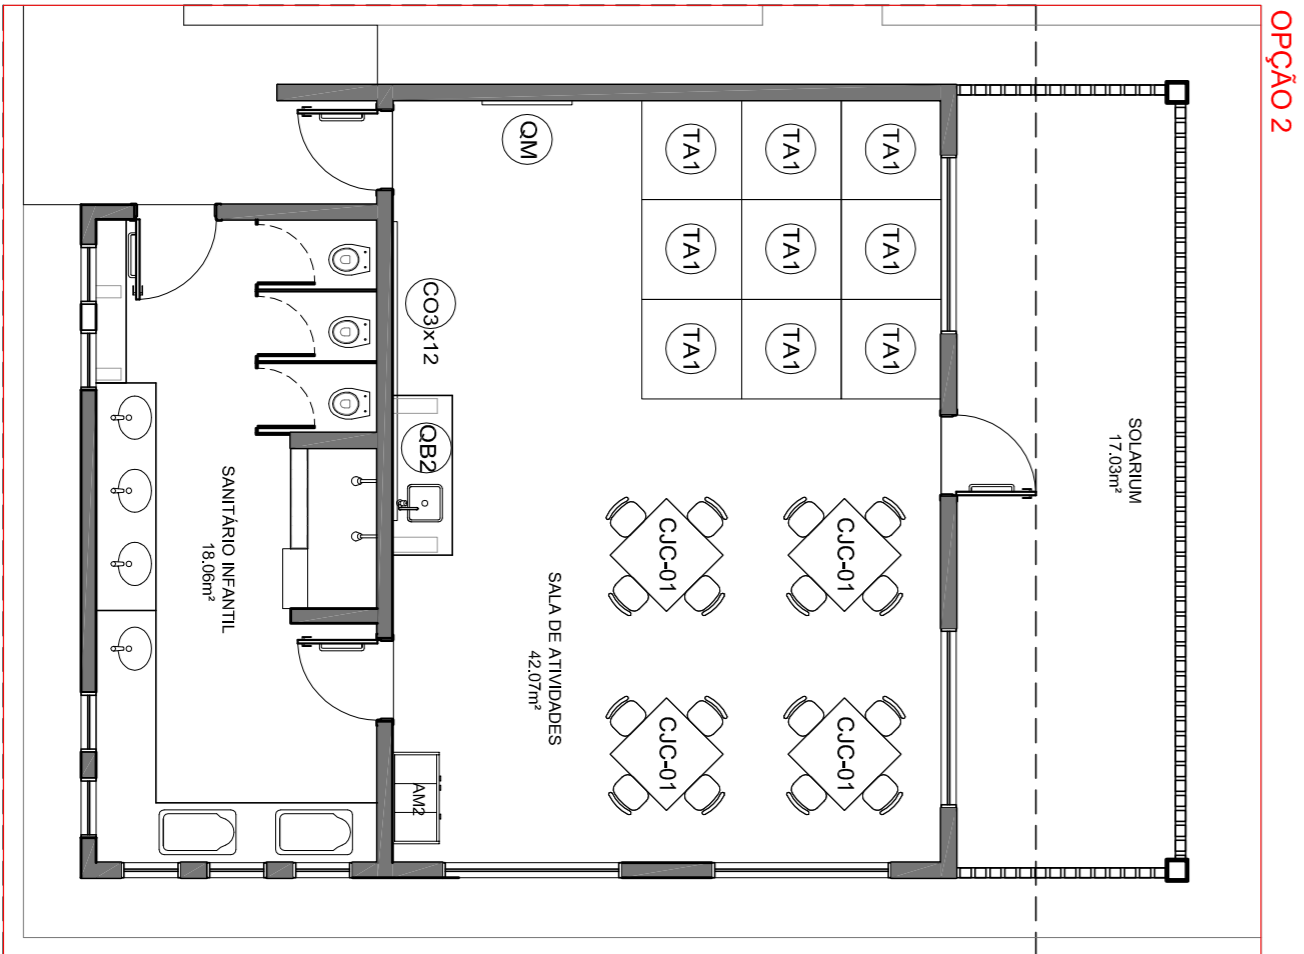 OPÇÃO 2
SOLARIUM
17.03m²
TA1
TA1
TA1
TA1
TA1
TA1
TA1
TA1
TA1
QM
CO3x12
QB2
CJC-01
CJC-01
CJC-01
CJC-01
SALA DE ATIVIDADES
42.07m²
AM2
SANITÁRIO INFANTIL
18.06m²